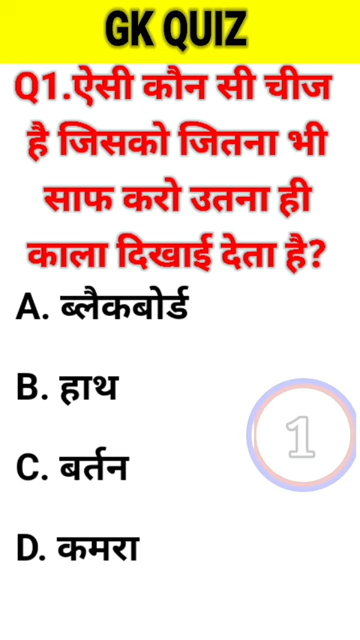 GK QUIZ
Q1.ऐसी कौन सी चीज
है जिसको जितना भी
साफ करो उतना ही
काला दिखाई देता है?
A. ब्लैकबोर्ड
B. हाथ
1
C. बर्तन
D. कमरा